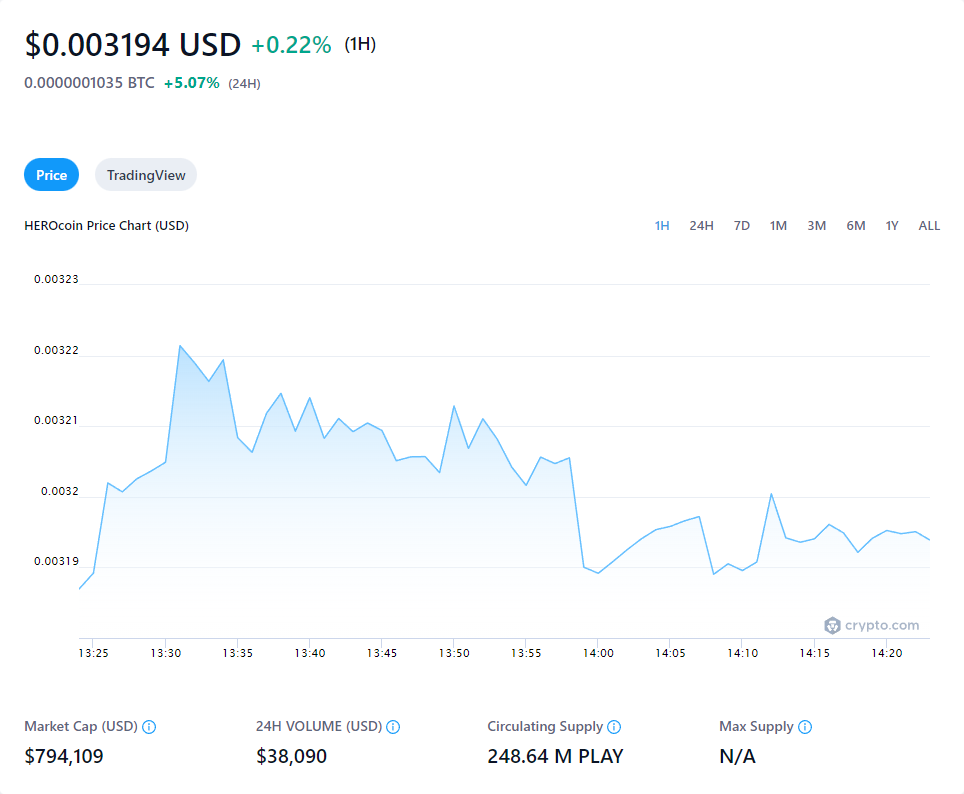 $0.003194 USD +0.22% (1H)
0.0000001035 BTC +5.07% (24H)
Price TradingView
HEROcoin Price Chart (USD) 1H 24H 7D 1M 3M 6M 1Y ALL
0.00323
0.00322
0.00321
0.0032
0.00319
crypto.com
13:25 13:30 13:35 13:40 13:45 13:50 13:55 14:00 14:05 14:10 14:15 14:20
Market Cap (USD) 24H VOLUME (USD) Circulating Supply Max Supply
$794,109 $38,090 248.64 M PLAY N/A